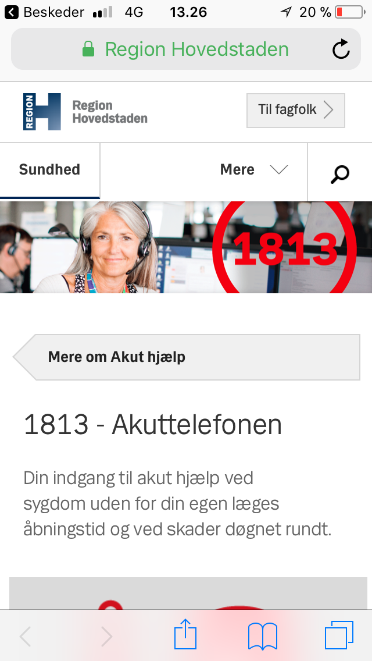 Beskeder 4G 13.26 20 %
Region Hovedstaden
REGION H
Region
Hovedstaden
Til fagfolk
Sundhed
Mere
1813
Mere om Akut hjælp
1813 - Akuttelefonen
Din indgang til akut hjælp ved
sygdom uden for din egen læges
åbningstid og ved skader døgnet rundt.